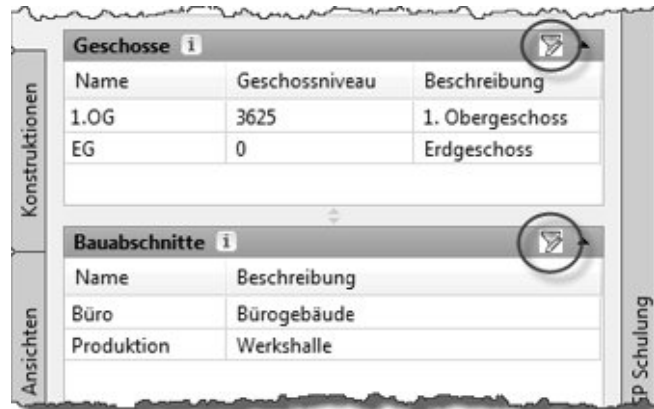 Geschosse i
Name Geschossniveau Beschreibung
1.OG 3625 1. Obergeschoss
EG 0 Erdgeschoss
Bauabschnitte i
Name Beschreibung
Büro Bürogebäude
Produktion Werkshalle
Konstruktionen
Ansichten
SP Schulung